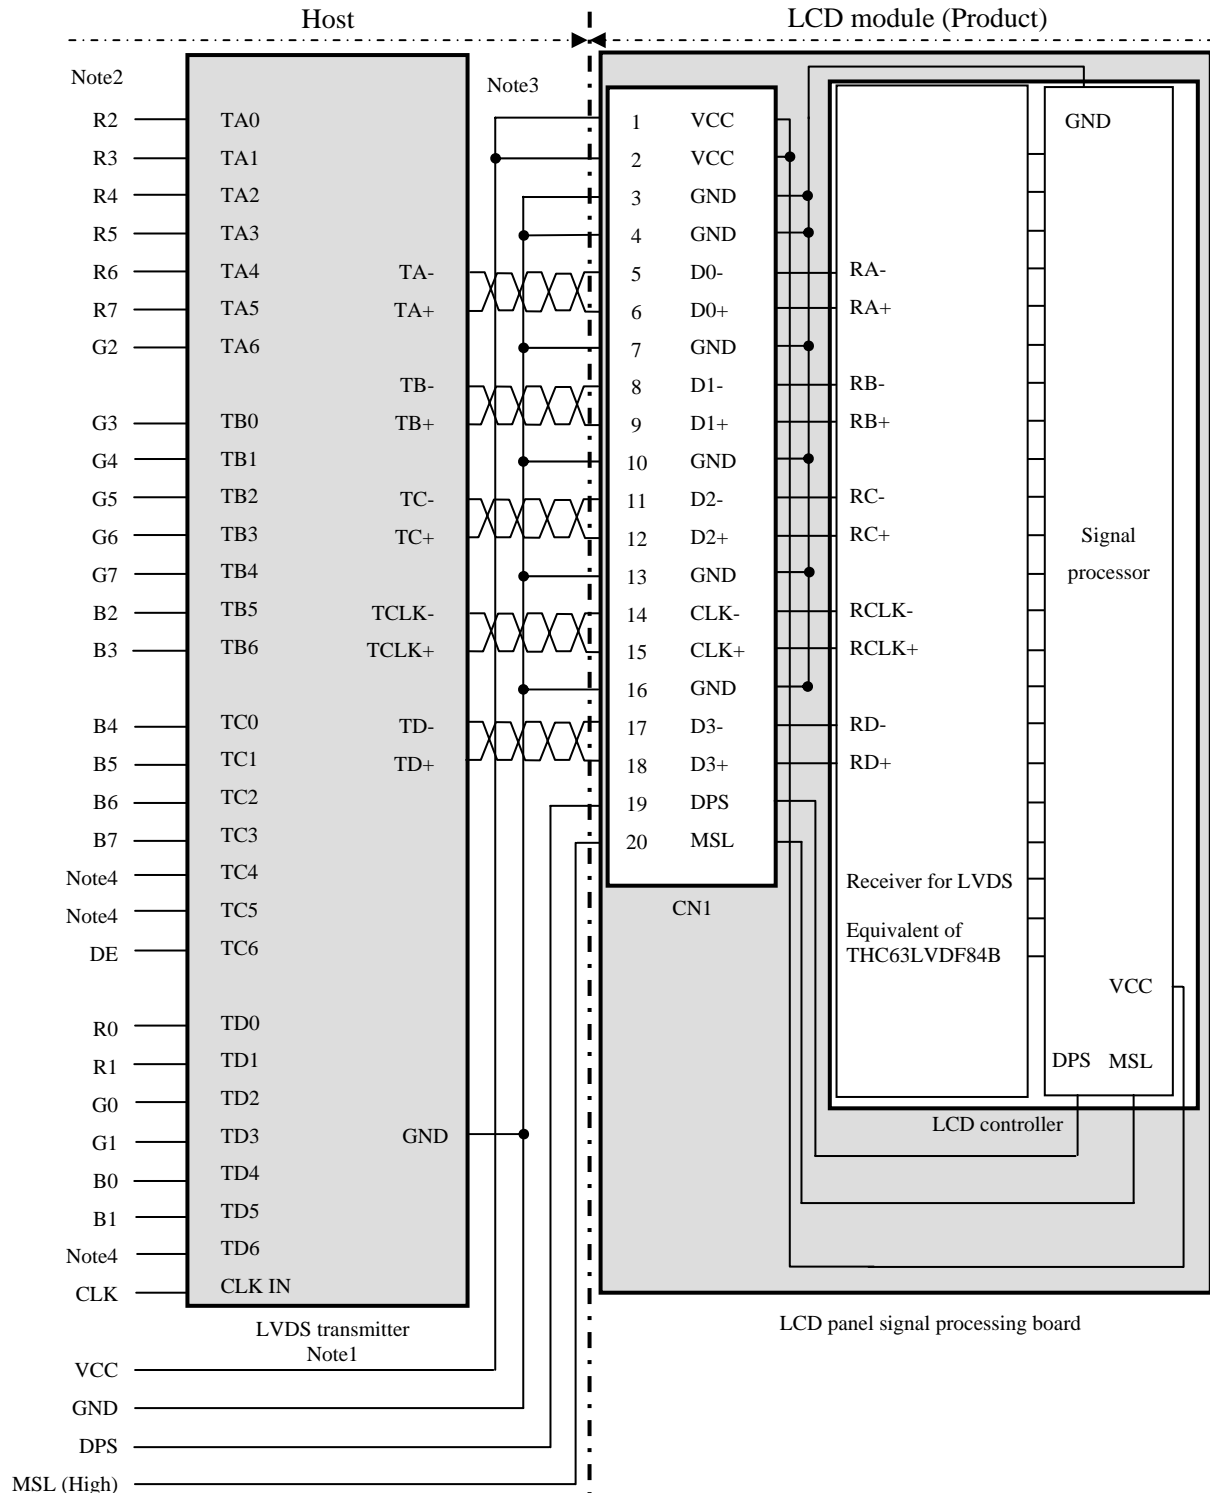 Host
LCD module (Product)
Note2
Note3
R2 TA0
R3 TA1
R4 TA2
R5 TA3
R6 TA4 TA-
R7 TA5 TA+
G2 TA6
TB-
G3 TB0 TB+
G4 TB1
G5 TB2 TC-
G6 TB3 TC+
G7 TB4
B2 TB5 TCLK-
B3 TB6 TCLK+
B4 TC0 TD-
B5 TC1 TD+
B6 TC2
B7 TC3
Note4 TC4
Note4 TC5
DE TC6
R0 TD0
R1 TD1
G0 TD2
G1 TD3 GND
B0 TD4
B1 TD5
Note4 TD6
CLK CLK IN
LVDS transmitter
Note1
VCC
GND
DPS
MSL (High)
1 VCC
2 VCC
3 GND
4 GND
5 D0-
6 D0+
7 GND
8 D1-
9 D1+
10 GND
11 D2-
12 D2+
13 GND
14 CLK-
15 CLK+
16 GND
17 D3-
18 D3+
19 DPS
20 MSL
CN1
RA-
RA+
RB-
RB+
RC-
RC+
RCLK-
RCLK+
RD-
RD+
Receiver for LVDS
Equivalent of
THC63LVDF84B
GND
Signal
processor
VCC
DPS MSL
LCD controller
LCD panel signal processing board